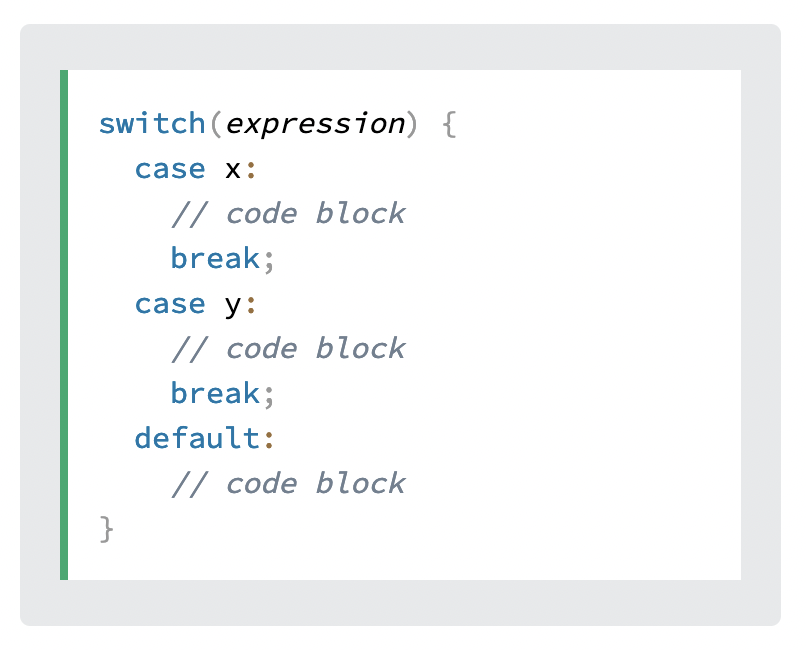 switch(expression) {
  case x:
    // code block
    break;
  case y:
    // code block
    break;
  default:
    // code block
}